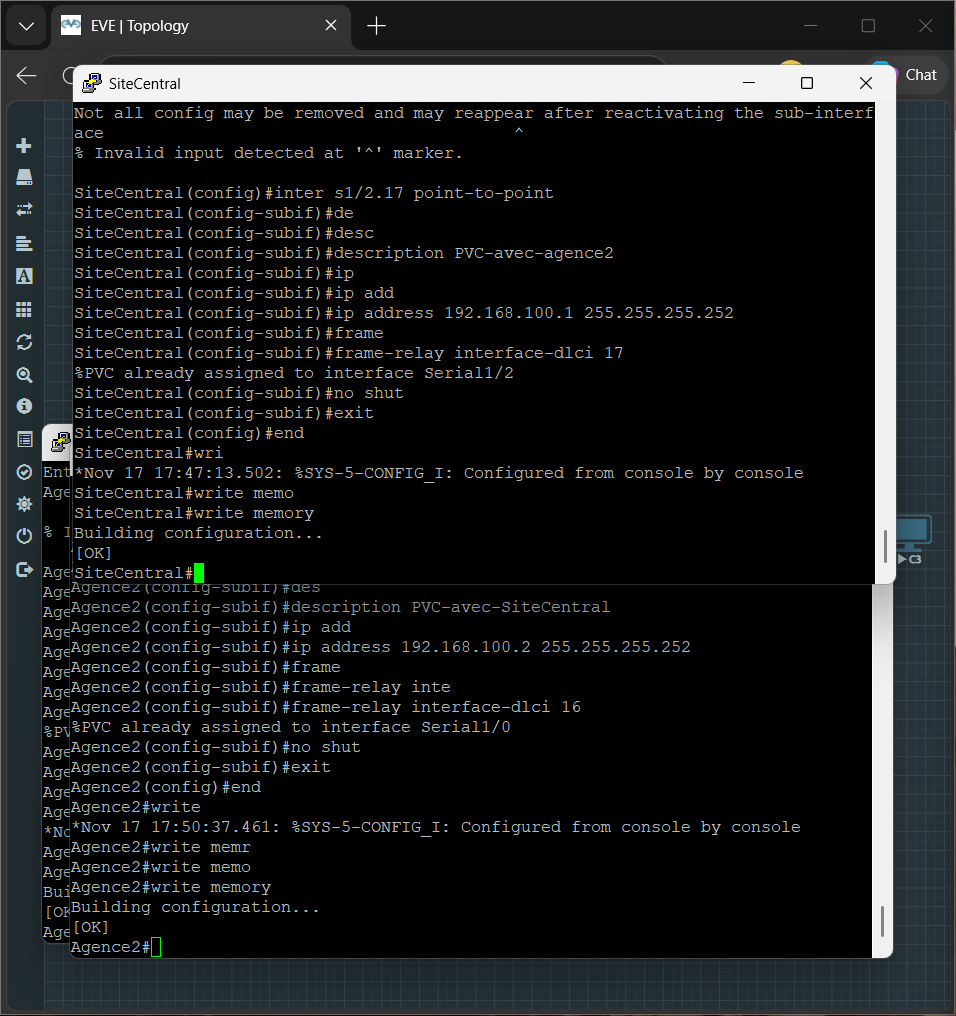 EVE | Topology
Chat
SiteCentral
Not all config may be removed and may reappear after reactivating the sub-interf
ace ^
% Invalid input detected at '^' marker.
SiteCentral(config)#inter s1/2.17 point-to-point
SiteCentral(config-subif)#de
SiteCentral(config-subif)#desc
SiteCentral(config-subif)#description PVC-avec-agence2
SiteCentral(config-subif)#ip
SiteCentral(config-subif)#ip add
SiteCentral(config-subif)#ip address 192.168.100.1 255.255.255.252
SiteCentral(config-subif)#frame
SiteCentral(config-subif)#frame-relay interface-dlci 17
%PVC already assigned to interface Serial1/2
SiteCentral(config-subif)#no shut
SiteCentral(config-subif)#exit
SiteCentral(config)#end
SiteCentral#wri
*Nov 17 17:47:13.502: %SYS-5-CONFIG_I: Configured from console by console
SiteCentral#write memo
SiteCentral#write memory
Building configuration...
[OK]
SiteCentral#
C3
Agence2(config-subif)#des
Agence2(config-subif)#description PVC-avec-SiteCentral
Agence2(config-subif)#ip add
Agence2(config-subif)#ip address 192.168.100.2 255.255.255.252
Agence2(config-subif)#frame
Agence2(config-subif)#frame-relay inte
Agence2(config-subif)#frame-relay interface-dlci 16
%PVC already assigned to interface Serial1/0
Agence2(config-subif)#no shut
Agence2(config-subif)#exit
Agence2(config)#end
Agence2#write
*Nov 17 17:50:37.461: %SYS-5-CONFIG_I: Configured from console by console
Agence2#write memr
Agence2#write memo
Agence2#write memory
Building configuration...
[OK]
Agence2#